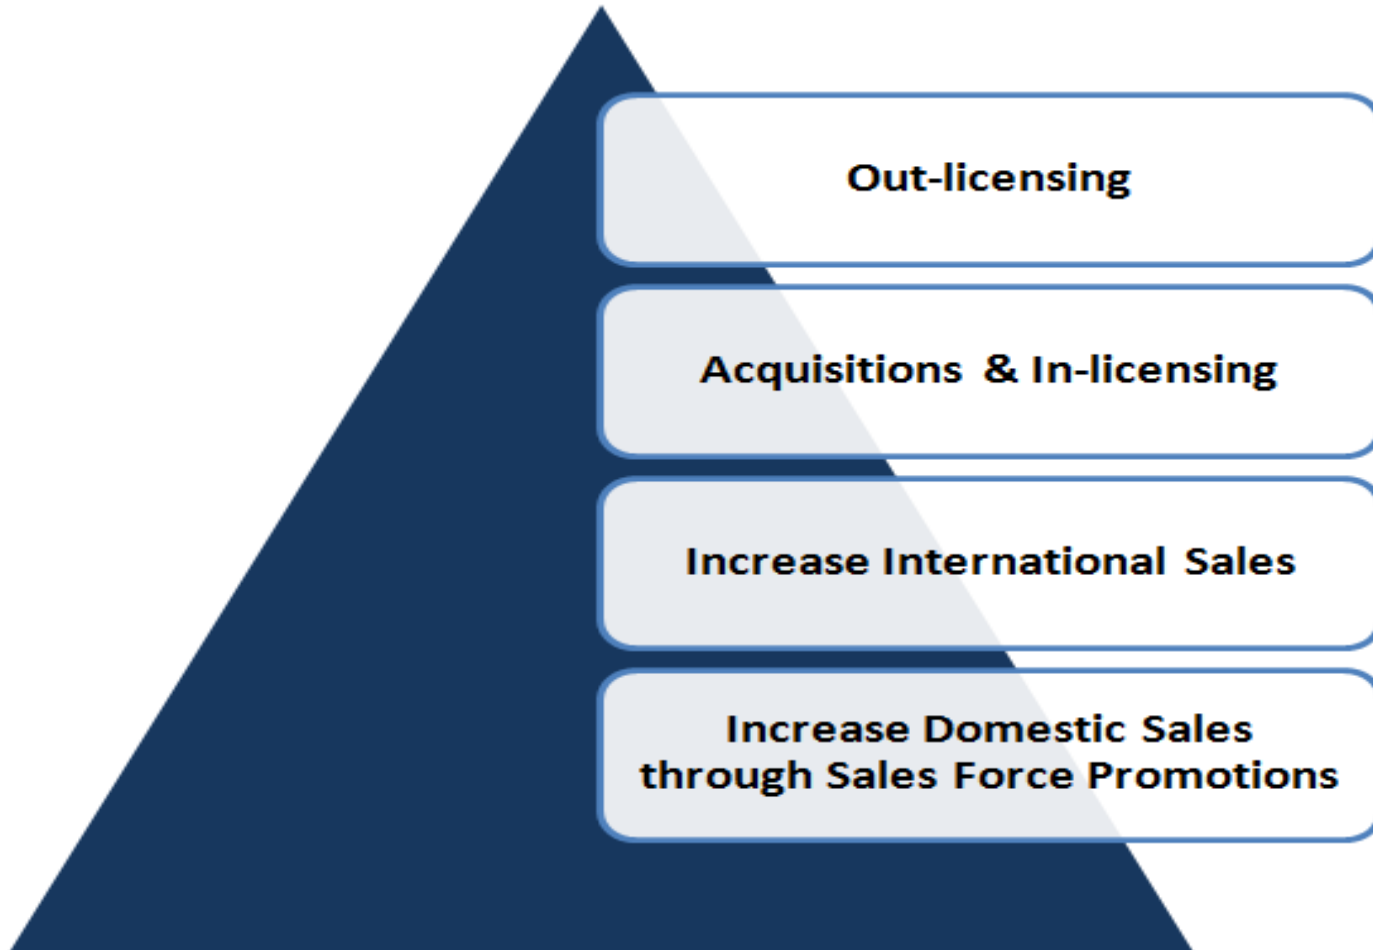 Out-licensing
Acquisitions & In-licensing
Increase International Sales
Increase Domestic Sales
through Sales Force Promotions